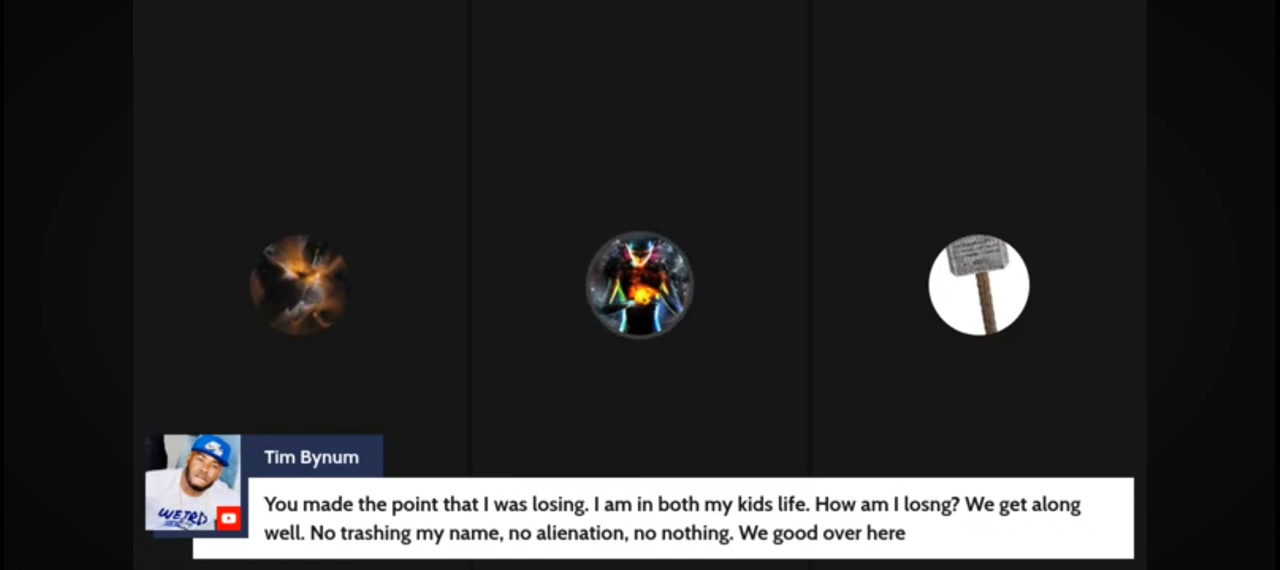 Tim Bynum
You made the point that I was losing. I am in both my kids life. How am I losng? We get along
well. No trashing my name, no alienation, no nothing. We good over here
WEIRD